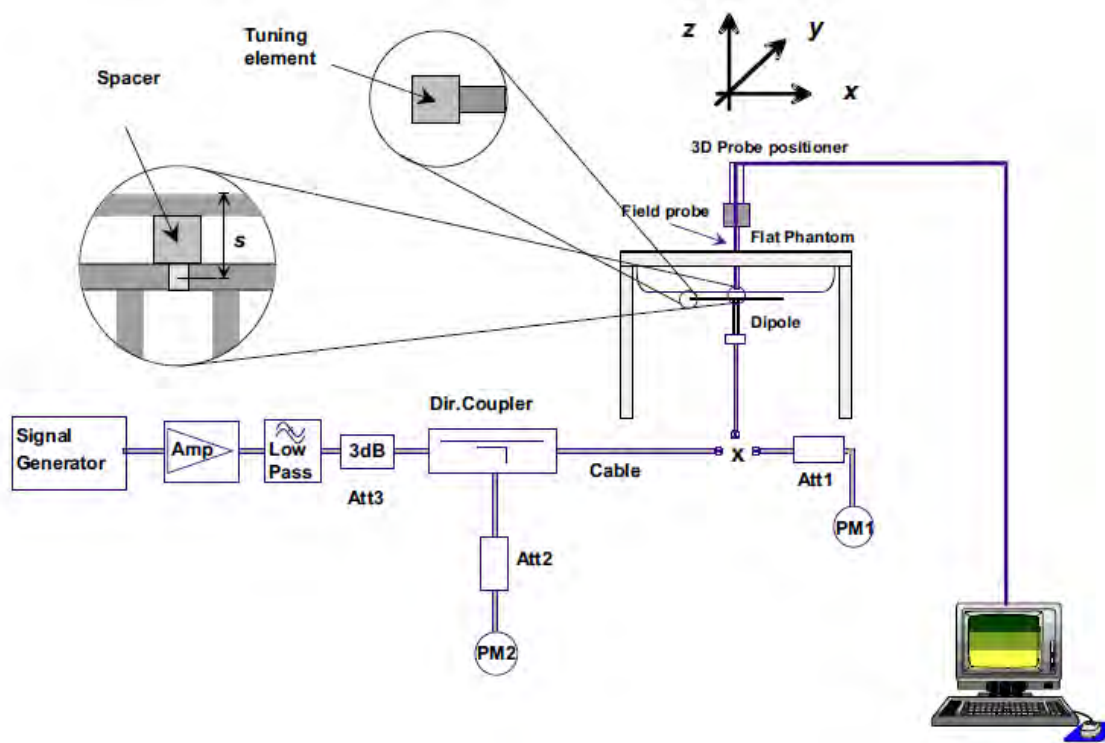 Tuning
element
Spacer
z
y
x
3D Probe positioner
s
Field probe
Flat Phantom
Dipole
Dir.Coupler
Signal
Generator
Amp
Low
Pass
3dB
Att3
Cable
x
Att1
PM1
Att2
PM2